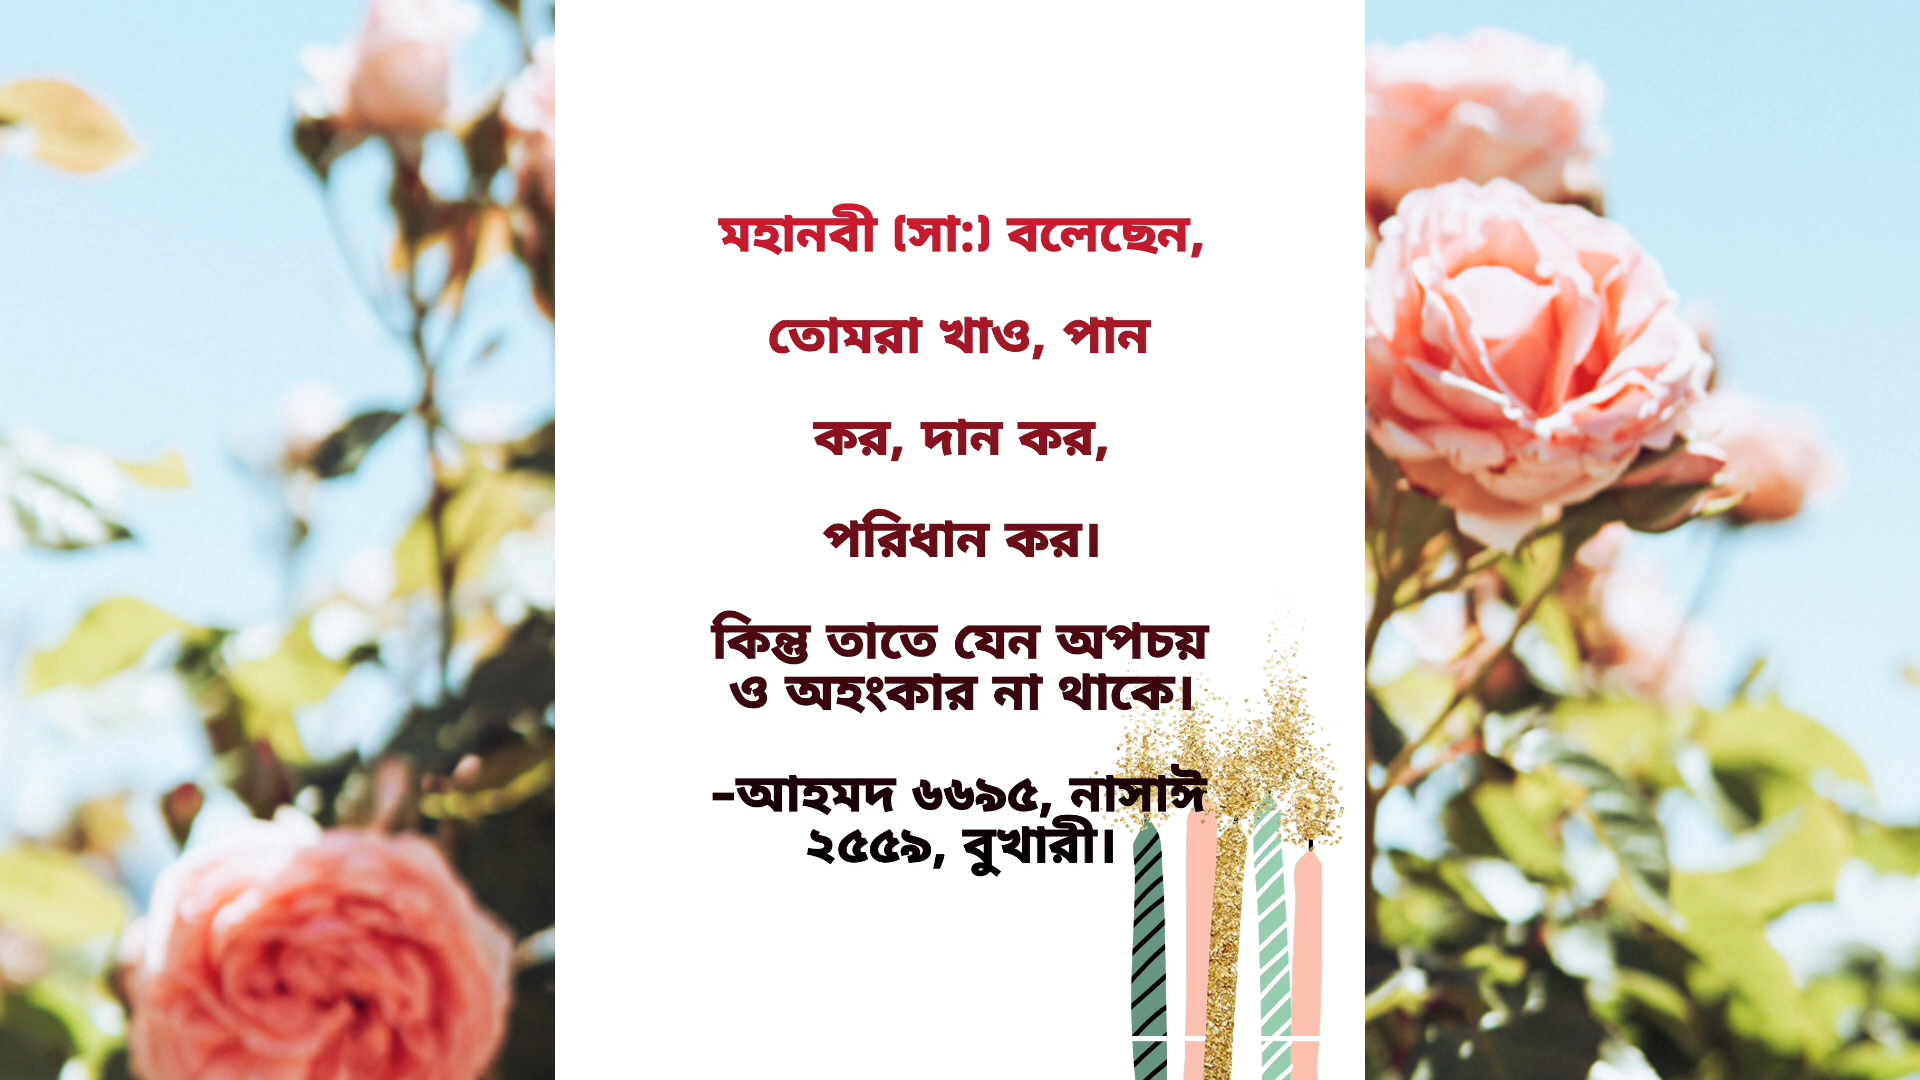 মহানবী (সা:) বলেছেন,
তোমরা খাও, পান
কর, দান কর,
পরিধান কর।
কিন্তু তাতে যেন অপচয়
ও অহংকার না থাকে।
-আহমদ ৬৬৯৫, নাসাঈ
২৫৫৯, বুখারী।